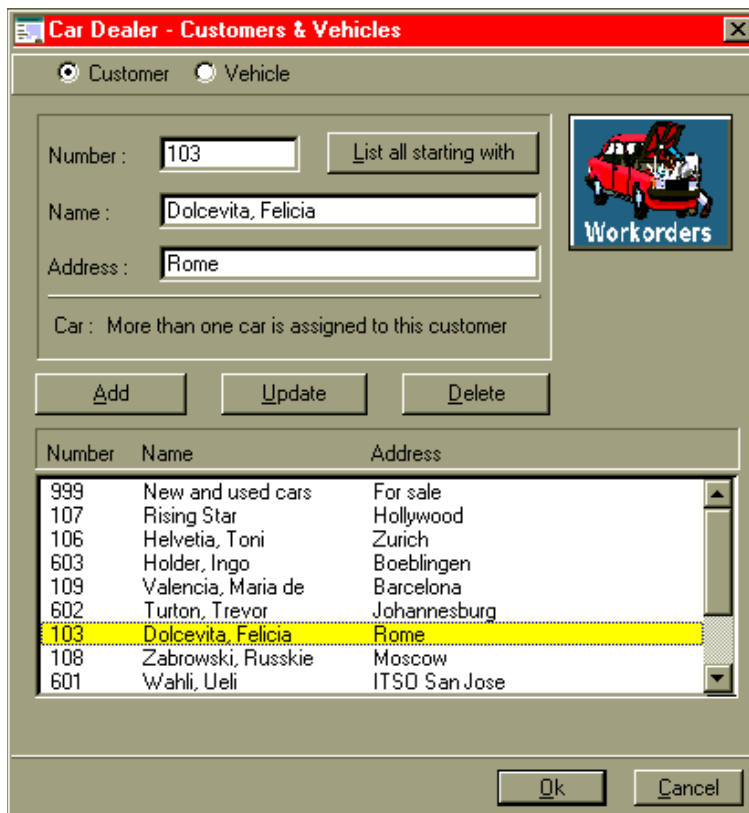 Car Dealer - Customers & Vehicles
Customer Vehicle
Number : 103 List all starting with
Name : Dolcevita, Felicia
Workorders
Address : Rome
Car : More than one car is assigned to this customer
Add Update Delete
Number Name Address
999 New and used cars For sale
107 Rising Star Hollywood
106 Helvetia, Toni Zurich
603 Holder, Ingo Boeblingen
109 Valencia, Maria de Barcelona
602 Turton, Trevor Johannesburg
103 Dolcevita, Felicia Rome
108 Zabrowski, Russkie Moscow
601 Wahli, Ueli ITSO San Jose
Ok Cancel